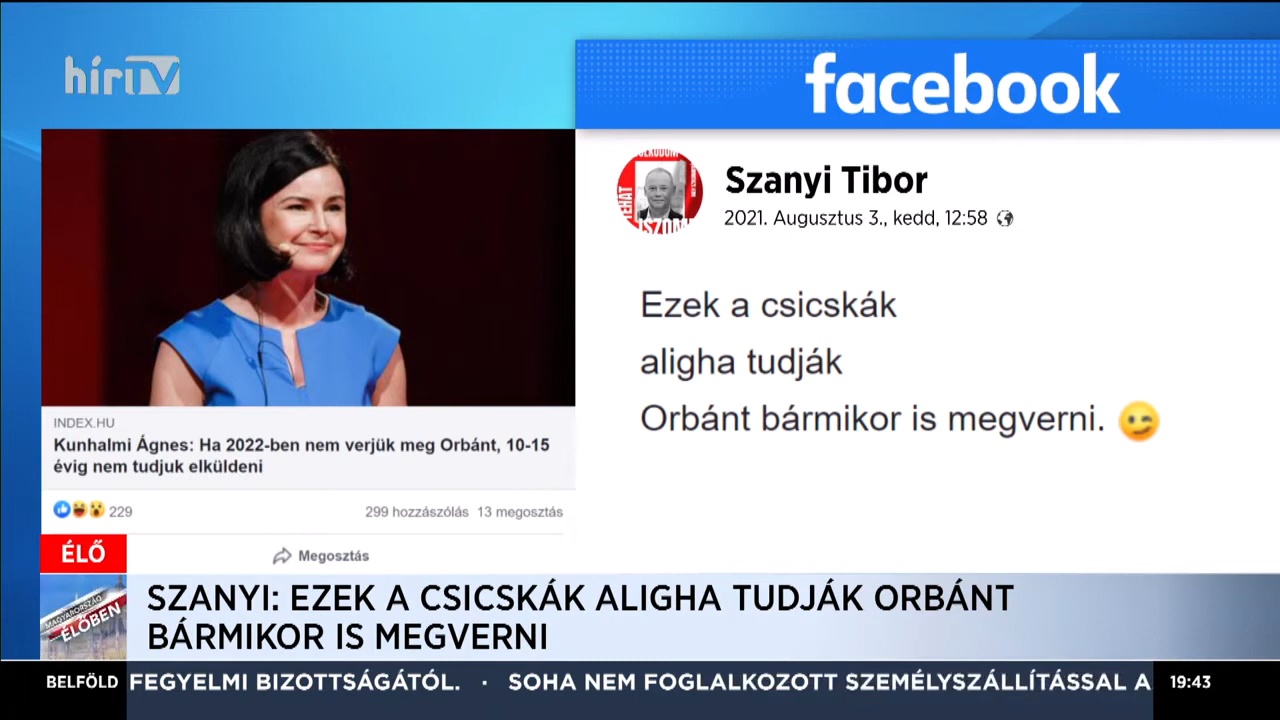 hírTV
facebook
Szanyi Tibor
2021. Augusztus 3., kedd, 12:58
Ezek a csicskák
aligha tudják
Orbánt bármikor is megverni. 😉
INDEX.HU
Kunhalmi Ágnes: Ha 2022-ben nem verjük meg Orbánt, 10-15
évig nem tudjuk elküldeni
229
299 hozzászólás 13 megosztás
Megosztás
ÉLŐ
MAGYARORSZÁG
ÉLŐBEN
SZANYI: EZEK A CSICSKÁK ALIGHA TUDJÁK ORBÁNT
BÁRMIKOR IS MEGVERNI
BELFÖLD FEGYELMI BIZOTTSÁGÁTÓL. · SOHA NEM FOGLALKOZOTT SZEMÉLYSZÁLLÍTÁSSAL A 19:43